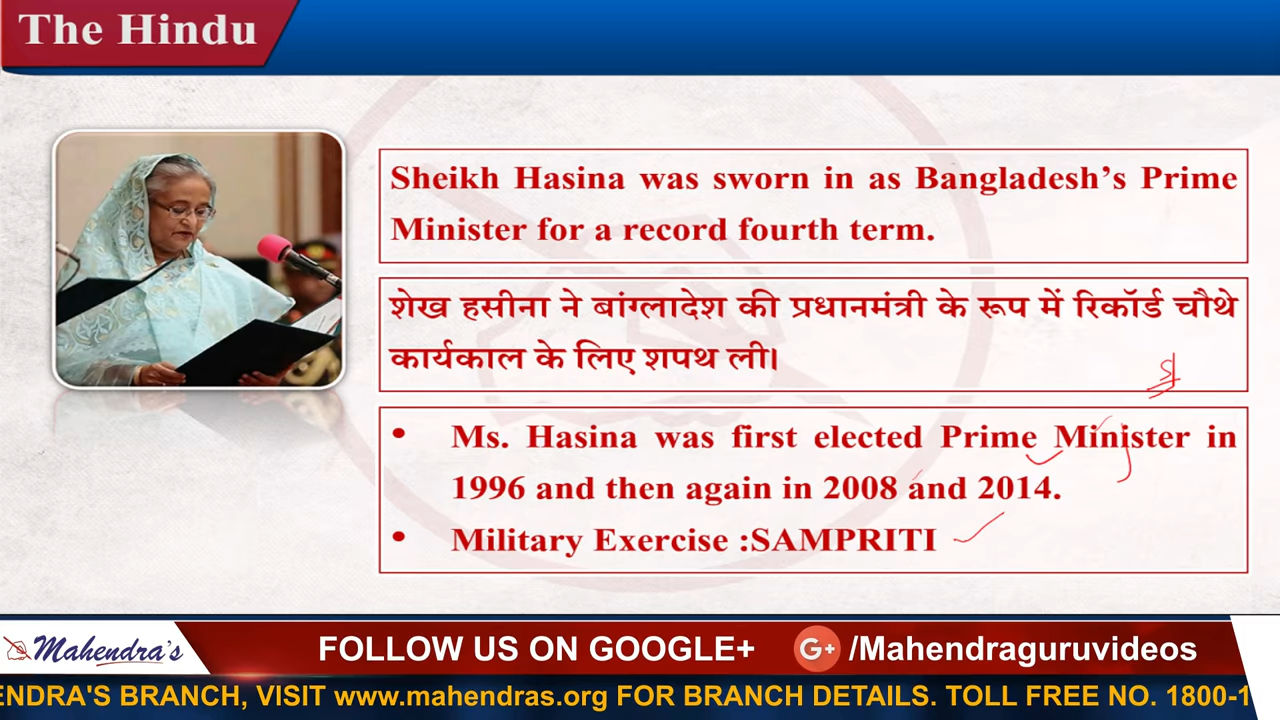 The Hindu
Sheikh Hasina was sworn in as Bangladesh’s Prime
Minister for a record fourth term.
शेख हसीना ने बांग्लादेश की प्रधानमंत्री के रूप में रिकॉर्ड चौथे
कार्यकाल के लिए शपथ ली।
• Ms. Hasina was first elected Prime Minister in
1996 and then again in 2008 and 2014.
• Military Exercise :SAMPRITI
Mahendra's
FOLLOW US ON GOOGLE+ G+ /Mahendraguruvideos
ENDRA'S BRANCH, VISIT www.mahendras.org FOR BRANCH DETAILS. TOLL FREE NO. 1800-1